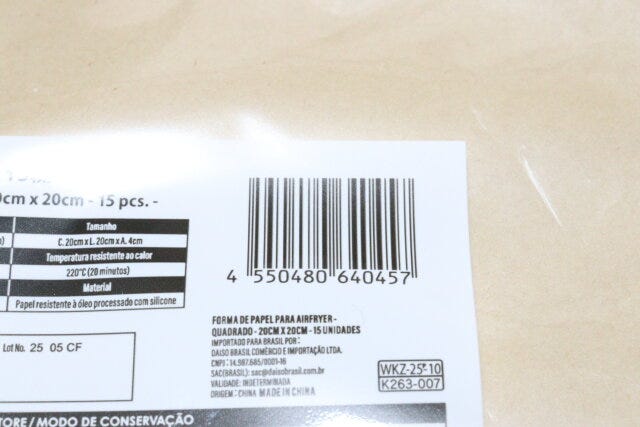 cm x 20cm - 15 pcs. -
Tamanho
C. 20cm x L. 20cm x A. 4cm
Temperatura resistente ao calor
220°C (20 minutos)
Material
Papel resistente à óleo processado com silicone
Lot No. 25 05 CF
4 550480 640457
FORMA DE PAPEL PARA AIRFRYER -
QUADRADO - 20CM X 20CM - 15 UNIDADES
IMPORTADO PARA BRASIL POR:
DAISO BRASIL COMÉRCIO E IMPORTAÇÃO LTDA.
CNPJ: 14.987.685/0001-16
SAC(BRASIL): sac@daisobrasil.com.br
VALIDADE: INDETERMINADA
ORIGEM: CHINA MADE IN CHINA
WKZ-25* 10
K263-007
TORE / MODO DE CONSERVAÇÃO